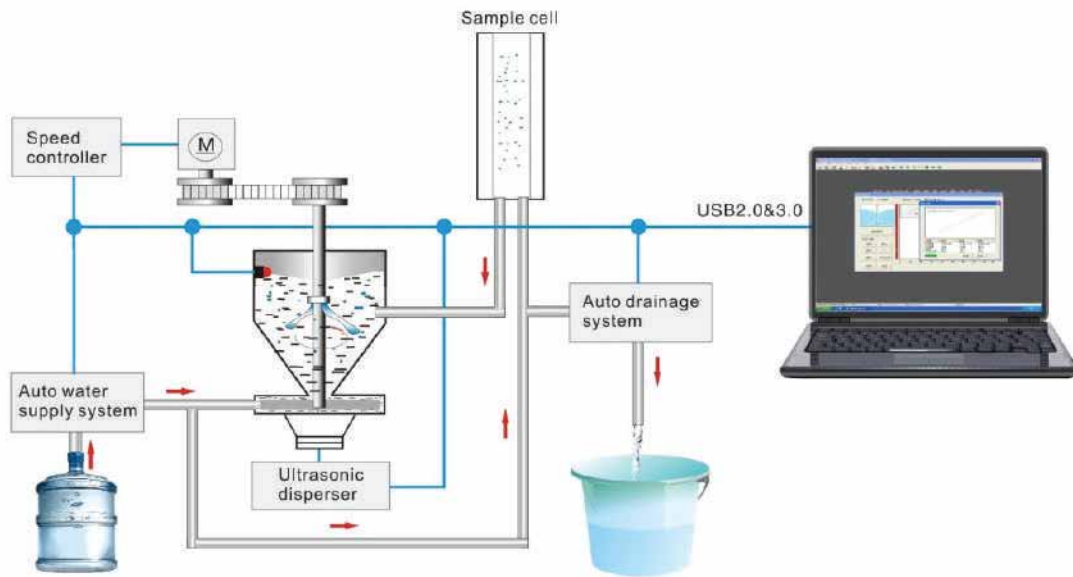 Sample cell
Speed
controller
M
USB2.0&3.0
Auto drainage
system
Auto water
supply system
Ultrasonic
disperser